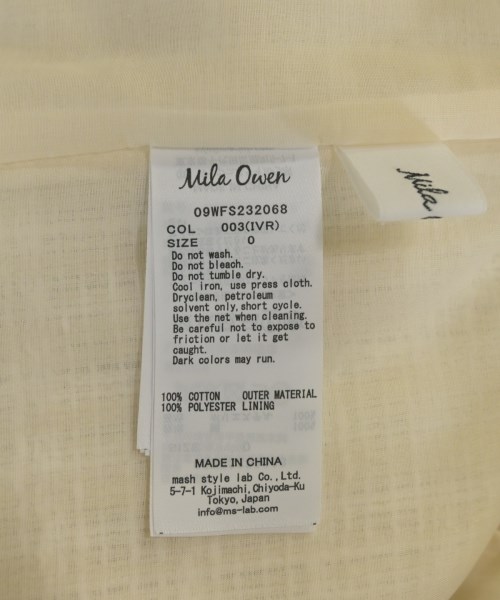 Mila Owen
09WFS232068
COL 003(IVR)
SIZE 0
Do not wash.
Do not bleach.
Do not tumble dry.
Cool iron, use press cloth.
Dryclean, petroleum
solvent only, short cycle.
Use the net when cleaning.
Be careful not to expose to
friction or let it get
caught.
Dark colors may run.
100% COTTON OUTER MATERIAL
100% POLYESTER LINING
MADE IN CHINA
mash style lab Co., Ltd.
5-7-1 Kojimachi, Chiyoda-Ku
Tokyo, Japan
info@ms-lab.com
Mila